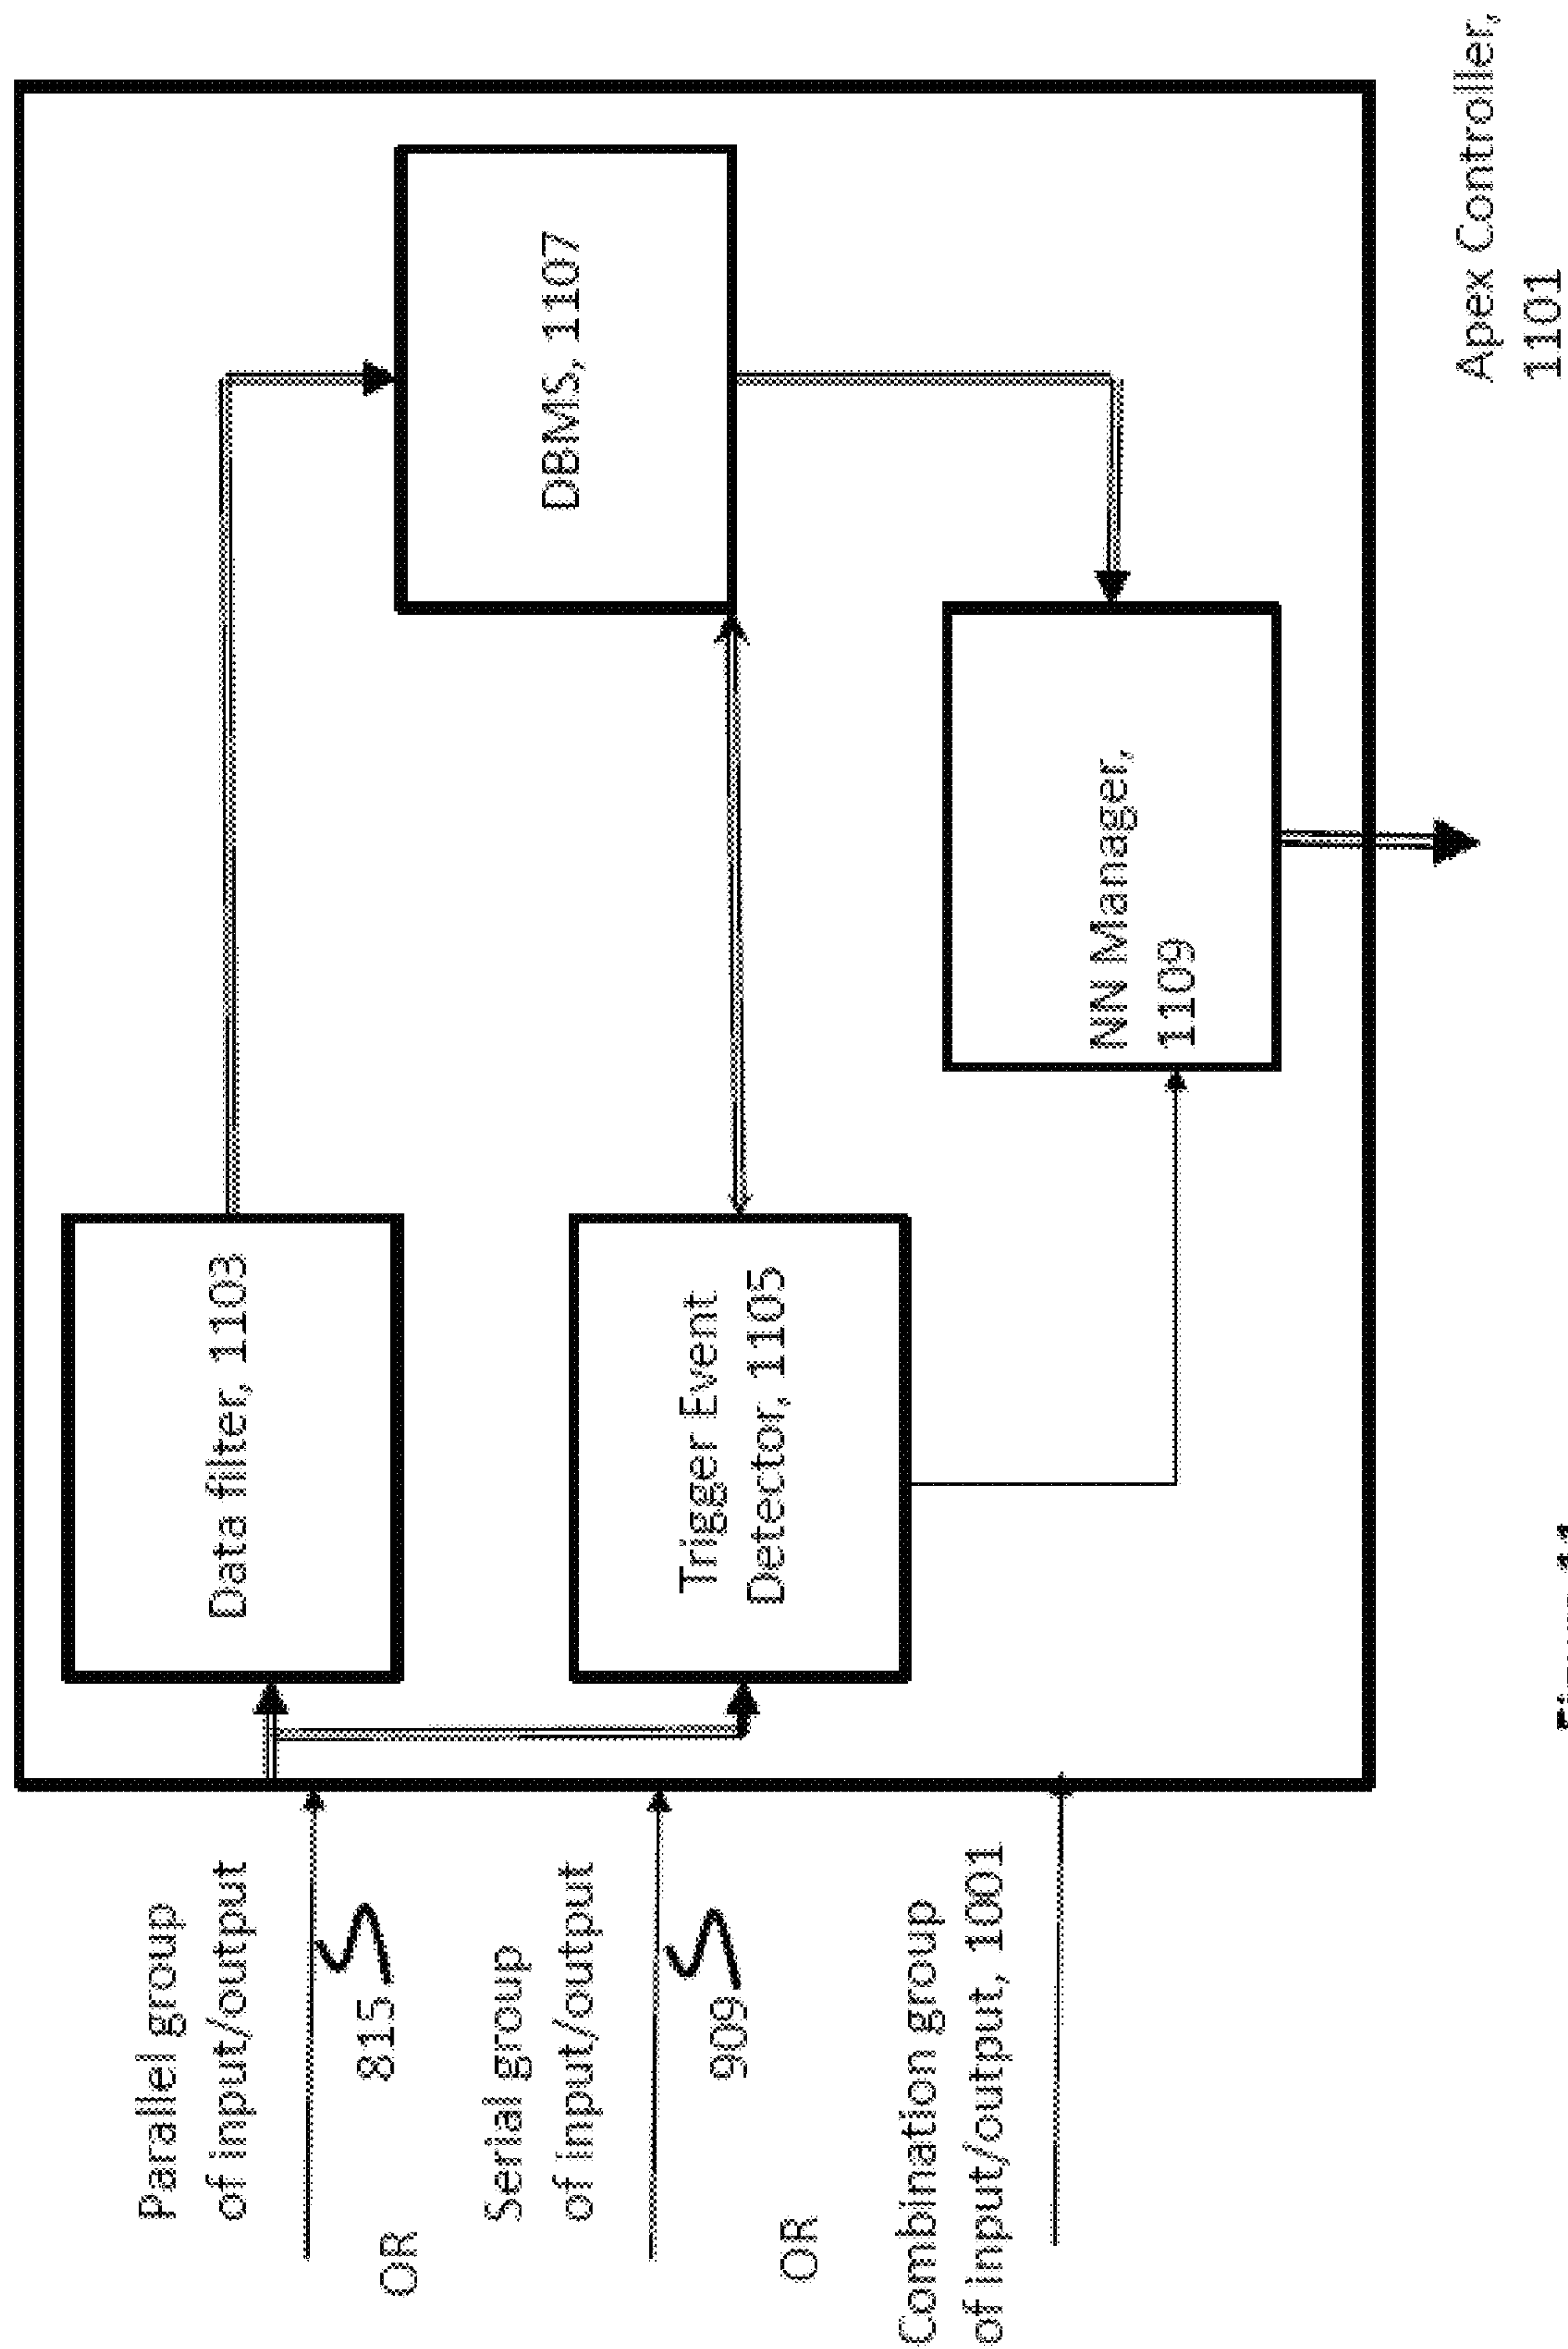 Parallel group
of input/output
815
OR
Serial group
of input/output
909
OR
Combination group
of input/output, 1001
Data filter, 1103
Trigger Event
Detector, 1105
DBMS, 1107
NN Manager,
1109
Apex Controller,
1101